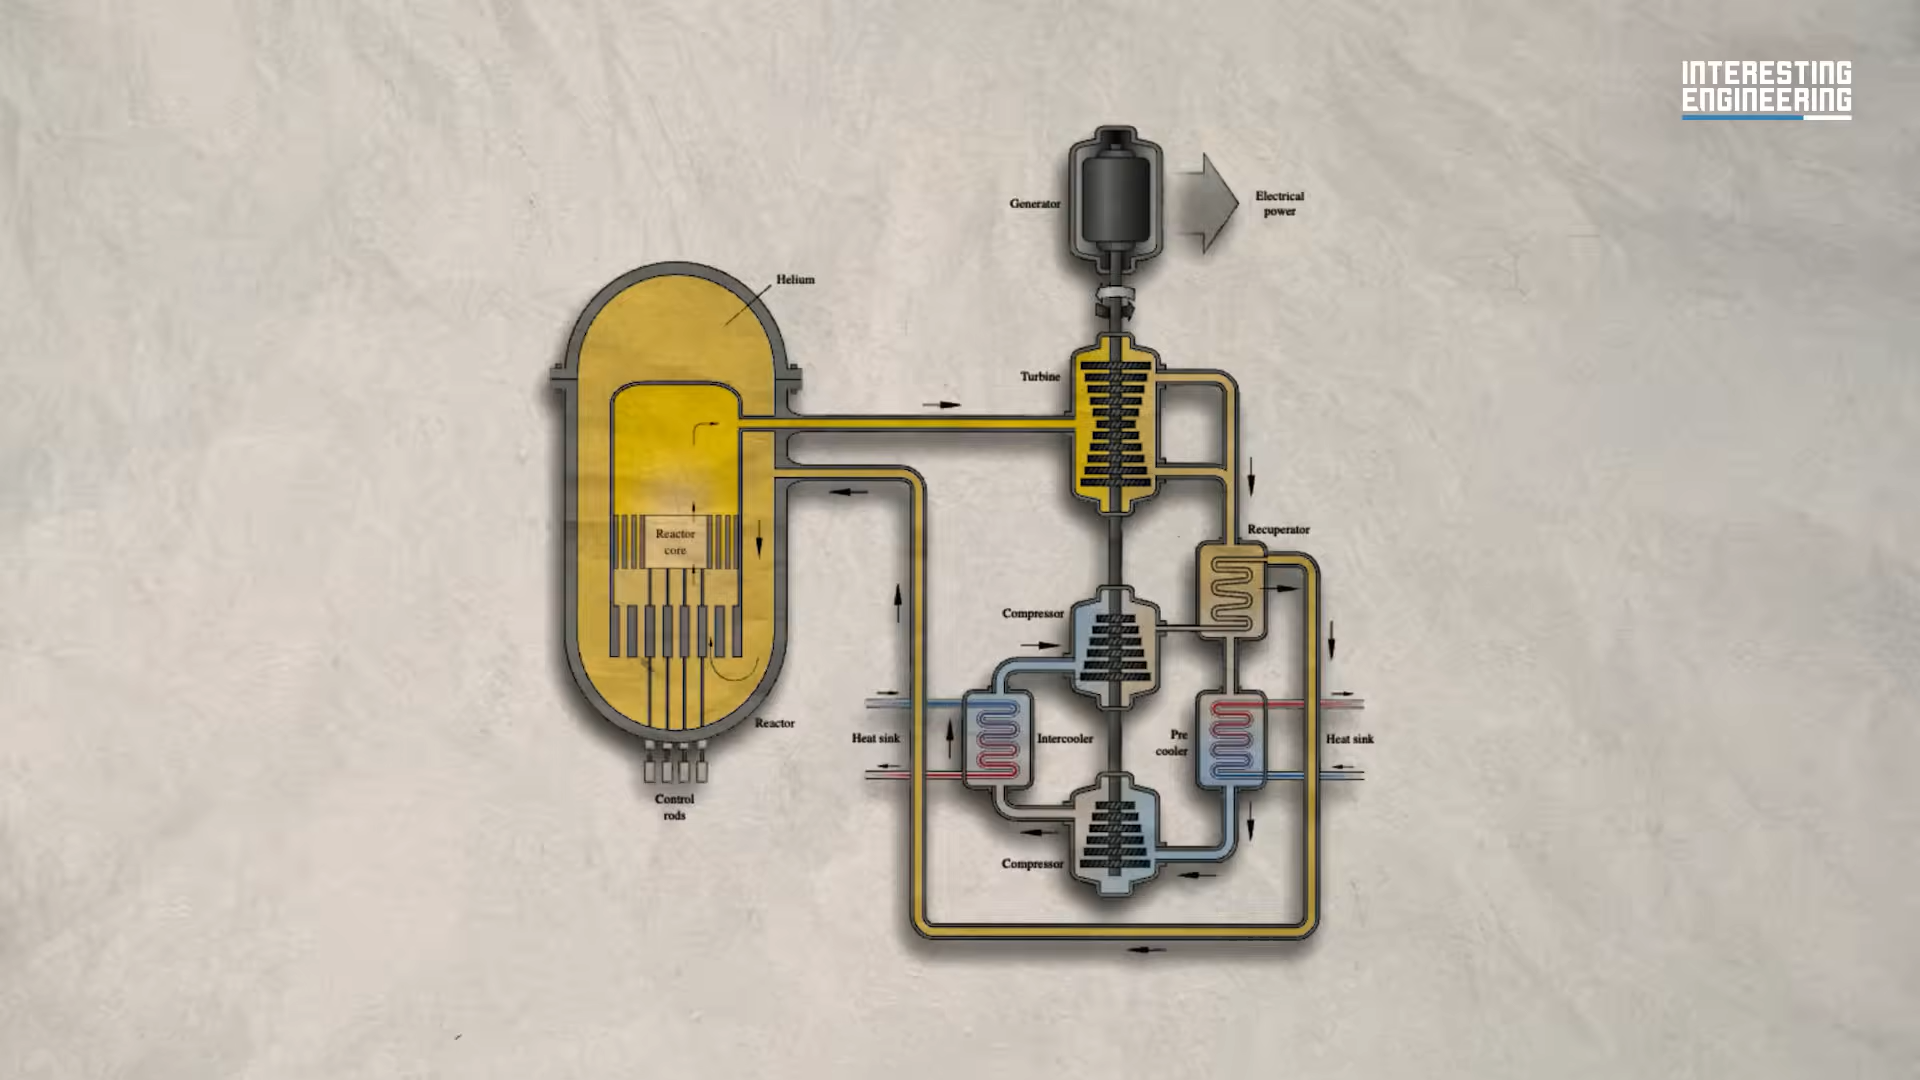 INTERESTING
ENGINEERING
Generator
Electrical
power
Helium
Turbine
Recuperator
Reactor
core
Compressor
Reactor
Heat sink
Intercooler
Pre
cooler
Heat sink
Control
rods
Compressor